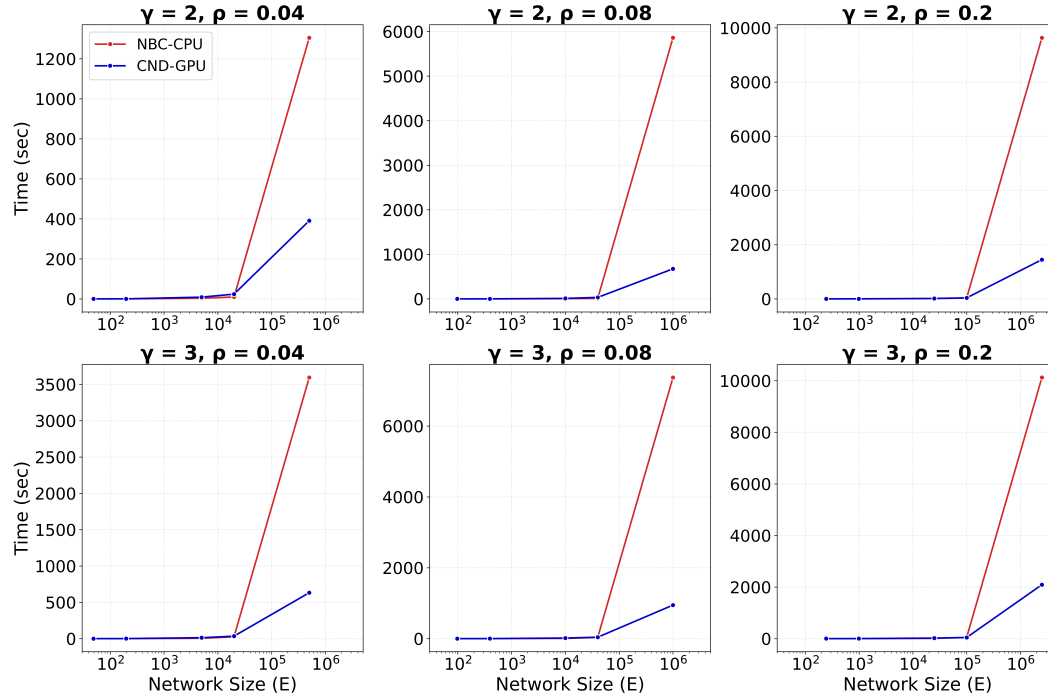 γ = 2, ρ = 0.04
γ = 2, ρ = 0.08
γ = 2, ρ = 0.2
NBC-CPU
CND-GPU
Time (sec)
1200
1000
800
600
400
200
0
10² 10³ 10⁴ 10⁵ 10⁶
6000
5000
4000
3000
2000
1000
0
10² 10³ 10⁴ 10⁵ 10⁶
10000
8000
6000
4000
2000
0
10³ 10⁴ 10⁵ 10⁶
γ = 3, ρ = 0.04
γ = 3, ρ = 0.08
γ = 3, ρ = 0.2
Time (sec)
3500
3000
2500
2000
1500
1000
500
0
10² 10³ 10⁴ 10⁵ 10⁶
Network Size (E)
6000
4000
2000
0
10² 10³ 10⁴ 10⁵ 10⁶
Network Size (E)
10000
8000
6000
4000
2000
0
10² 10³ 10⁴ 10⁵ 10⁶
Network Size (E)